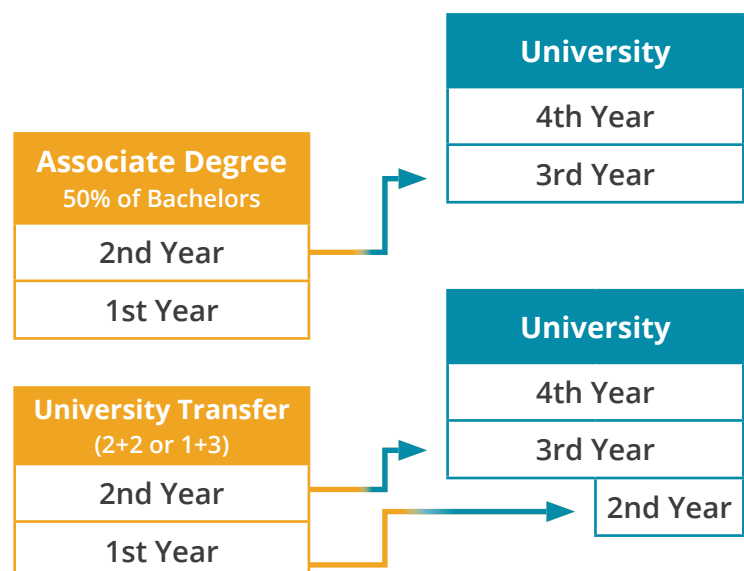 University
4th Year
3rd Year
Associate Degree
50% of Bachelors
2nd Year
1st Year
University
4th Year
3rd Year
2nd Year
University Transfer
(2+2 or 1+3)
2nd Year
1st Year